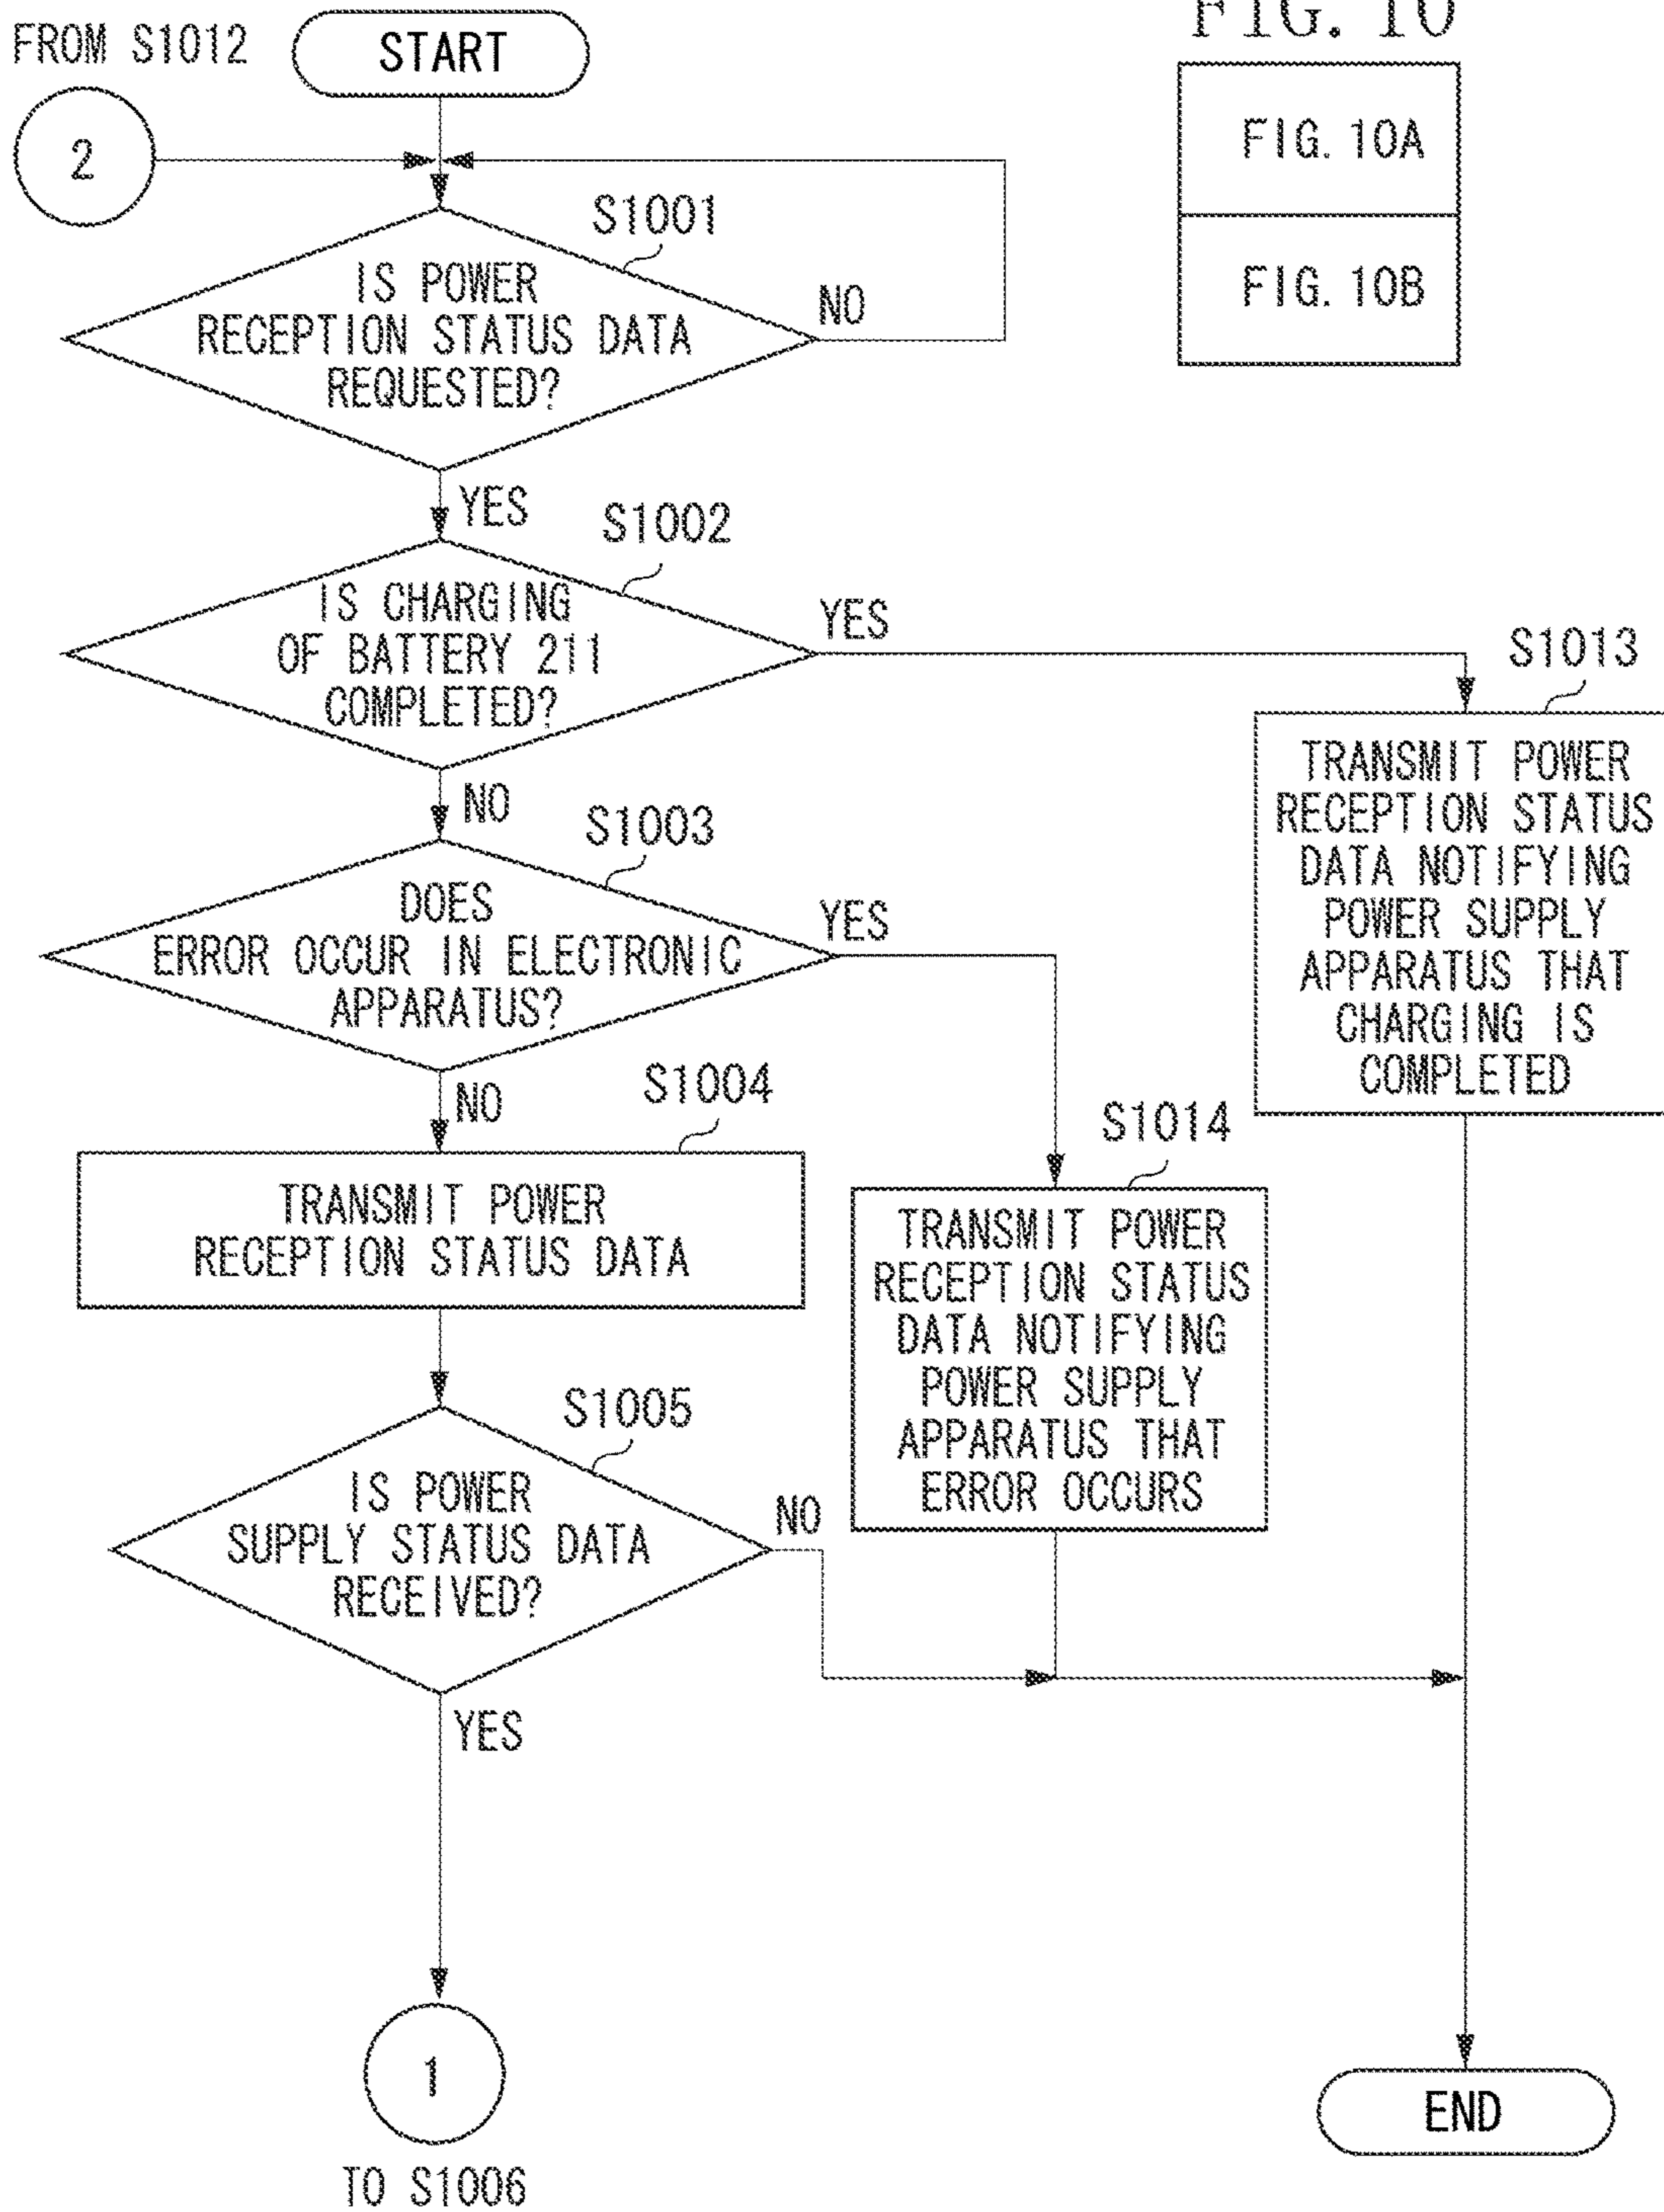 FIG. 10
FIG. 10A
FIG. 10B
FROM S1012
START
2
S1001
IS POWER
RECEPTION STATUS DATA
REQUESTED?
NO
YES
S1002
IS CHARGING
OF BATTERY 211
COMPLETED?
YES
NO
S1013
TRANSMIT POWER
RECEPTION STATUS
DATA NOTIFYING
POWER SUPPLY
APPARATUS THAT
CHARGING IS
COMPLETED
S1003
DOES
ERROR OCCUR IN ELECTRONIC
APPARATUS?
YES
NO
S1004
TRANSMIT POWER
RECEPTION STATUS DATA
S1014
TRANSMIT POWER
RECEPTION STATUS
DATA NOTIFYING
POWER SUPPLY
APPARATUS THAT
ERROR OCCURS
S1005
IS POWER
SUPPLY STATUS DATA
RECEIVED?
NO
YES
1
TO S1006
END